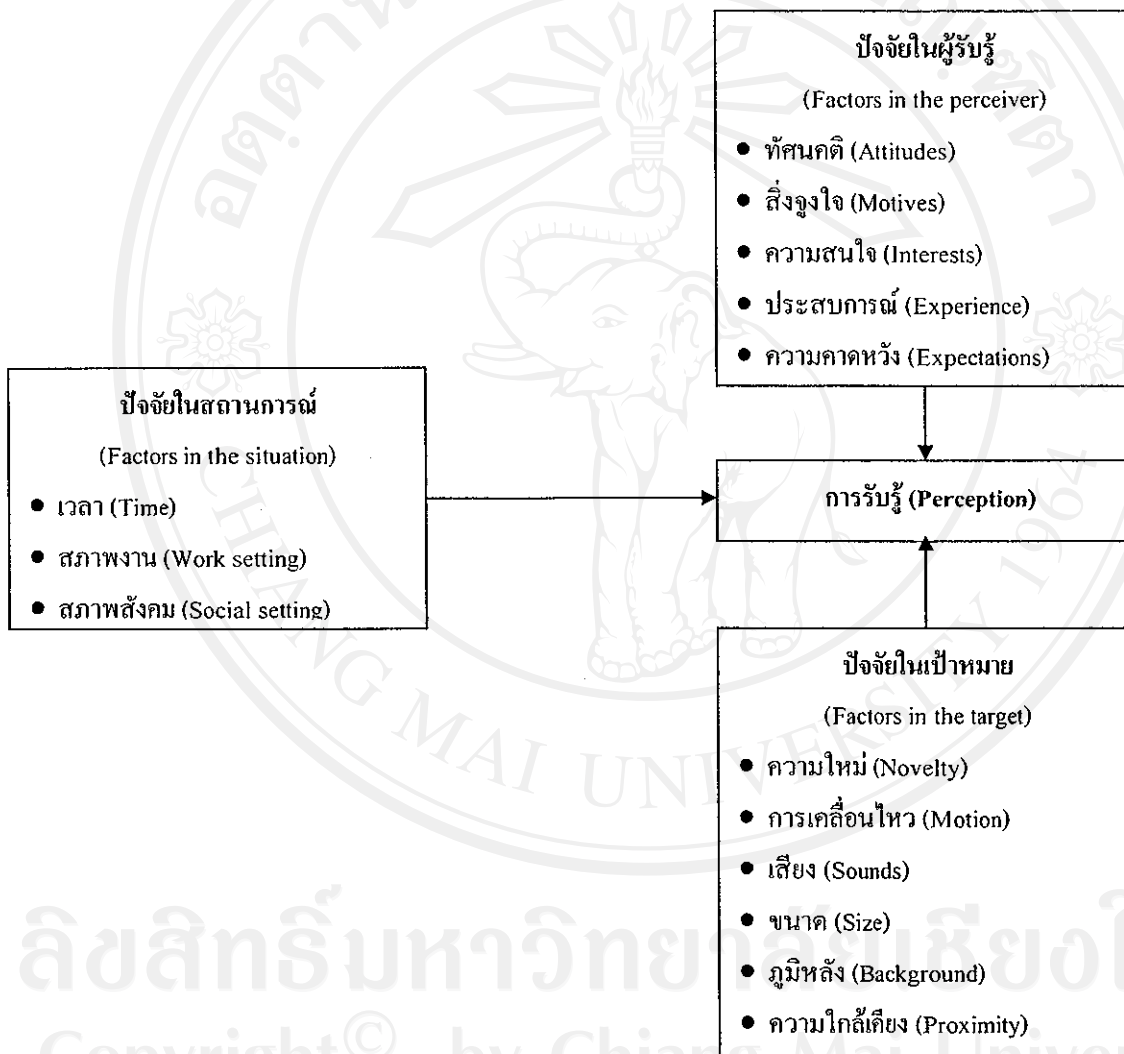 ปัจจัยในผู้รับรู้
(Factors in the perceiver)
● ทัศนคติ (Attitudes)
● สิ่งจูงใจ (Motives)
● ความสนใจ (Interests)
● ประสบการณ์ (Experience)
● ความคาดหวัง (Expectations)
ปัจจัยในสถานการณ์
(Factors in the situation)
● เวลา (Time)
● สภาพงาน (Work setting)
● สภาพสังคม (Social setting)
การรับรู้ (Perception)
ปัจจัยในเป้าหมาย
(Factors in the target)
● ความใหม่ (Novelty)
● การเคลื่อนไหว (Motion)
● เสียง (Sounds)
● ขนาด (Size)
● ภูมิหลัง (Background)
● ความใกล้เคียง (Proximity)
CHIANG MAI UNIVERSITY 1964
ลิขสิทธิ์มหาวิทยาลัยเชียงใ
Copyright© by Chiang Mai Univer